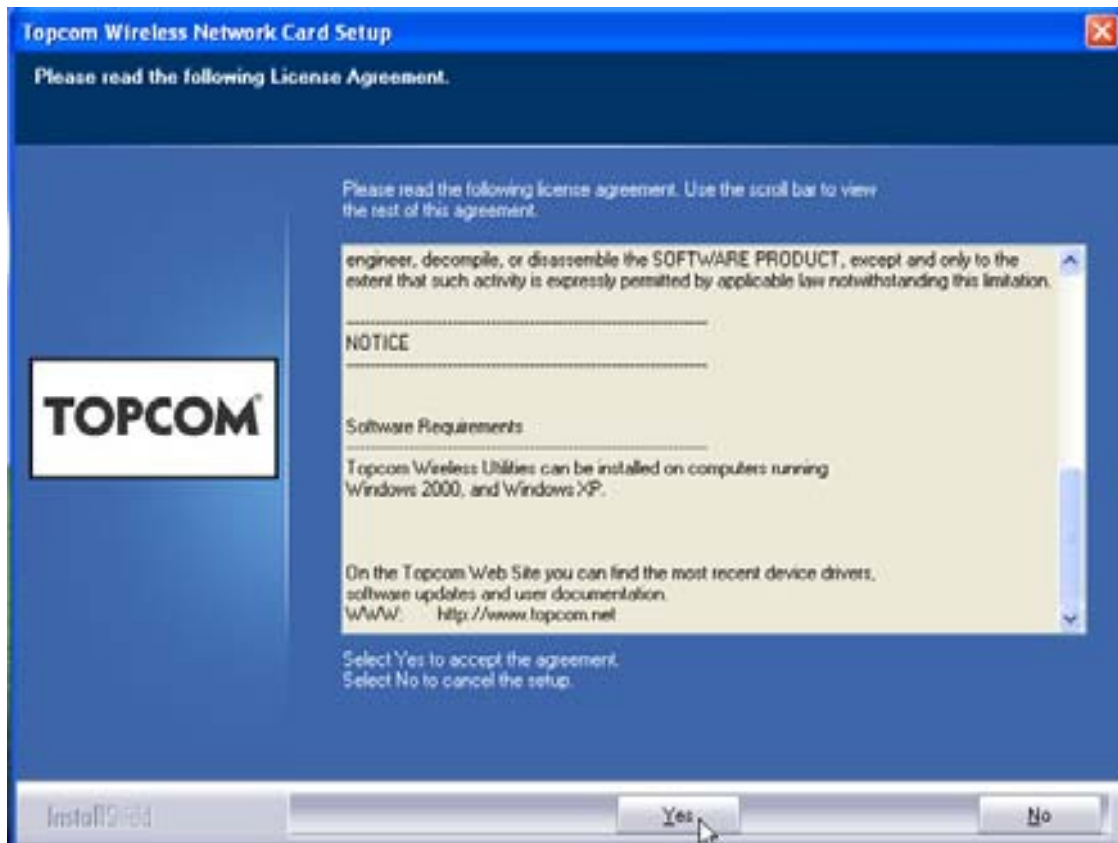 Topcom Wireless Network Card Setup
Please read the following License Agreement.
Please read the following license agreement. Use the scroll bar to view
the rest of this agreement.
engineer, decompile, or disassemble the SOFTWARE PRODUCT, except and only to the
extent that such activity is expressly permitted by applicable law notwithstanding this limitation.
NOTICE
Software Requirements
Topcom Wireless Utilities can be installed on computers running
Windows 2000, and Windows XP.
On the Topcom Web Site you can find the most recent device drivers,
software updates and user documentation.
WWW: http://www.topcom.net
TOPCOM
Select Yes to accept the agreement.
Select No to cancel the setup.
InstallShield
Yes
No